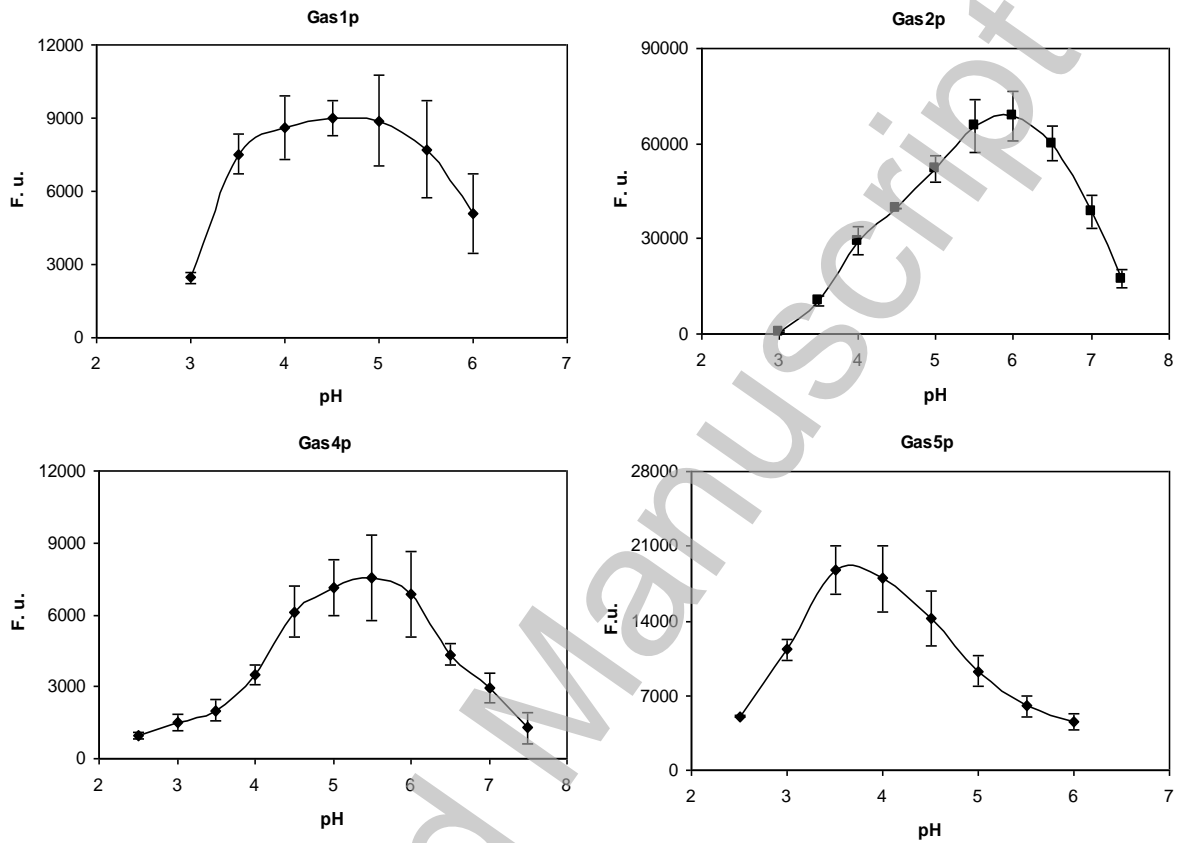 Gas1p
12000
9000
6000
3000
0
F. u.
2 3 4 5 6 7
pH
Gas2p
90000
60000
30000
0
F. u.
2 3 4 5 6 7 8
pH
Gas4p
12000
9000
6000
3000
0
F. u.
2 3 4 5 6 7 8
pH
Gas5p
28000
21000
14000
7000
0
F.u.
2 3 4 5 6 7
pH
d Manuscript